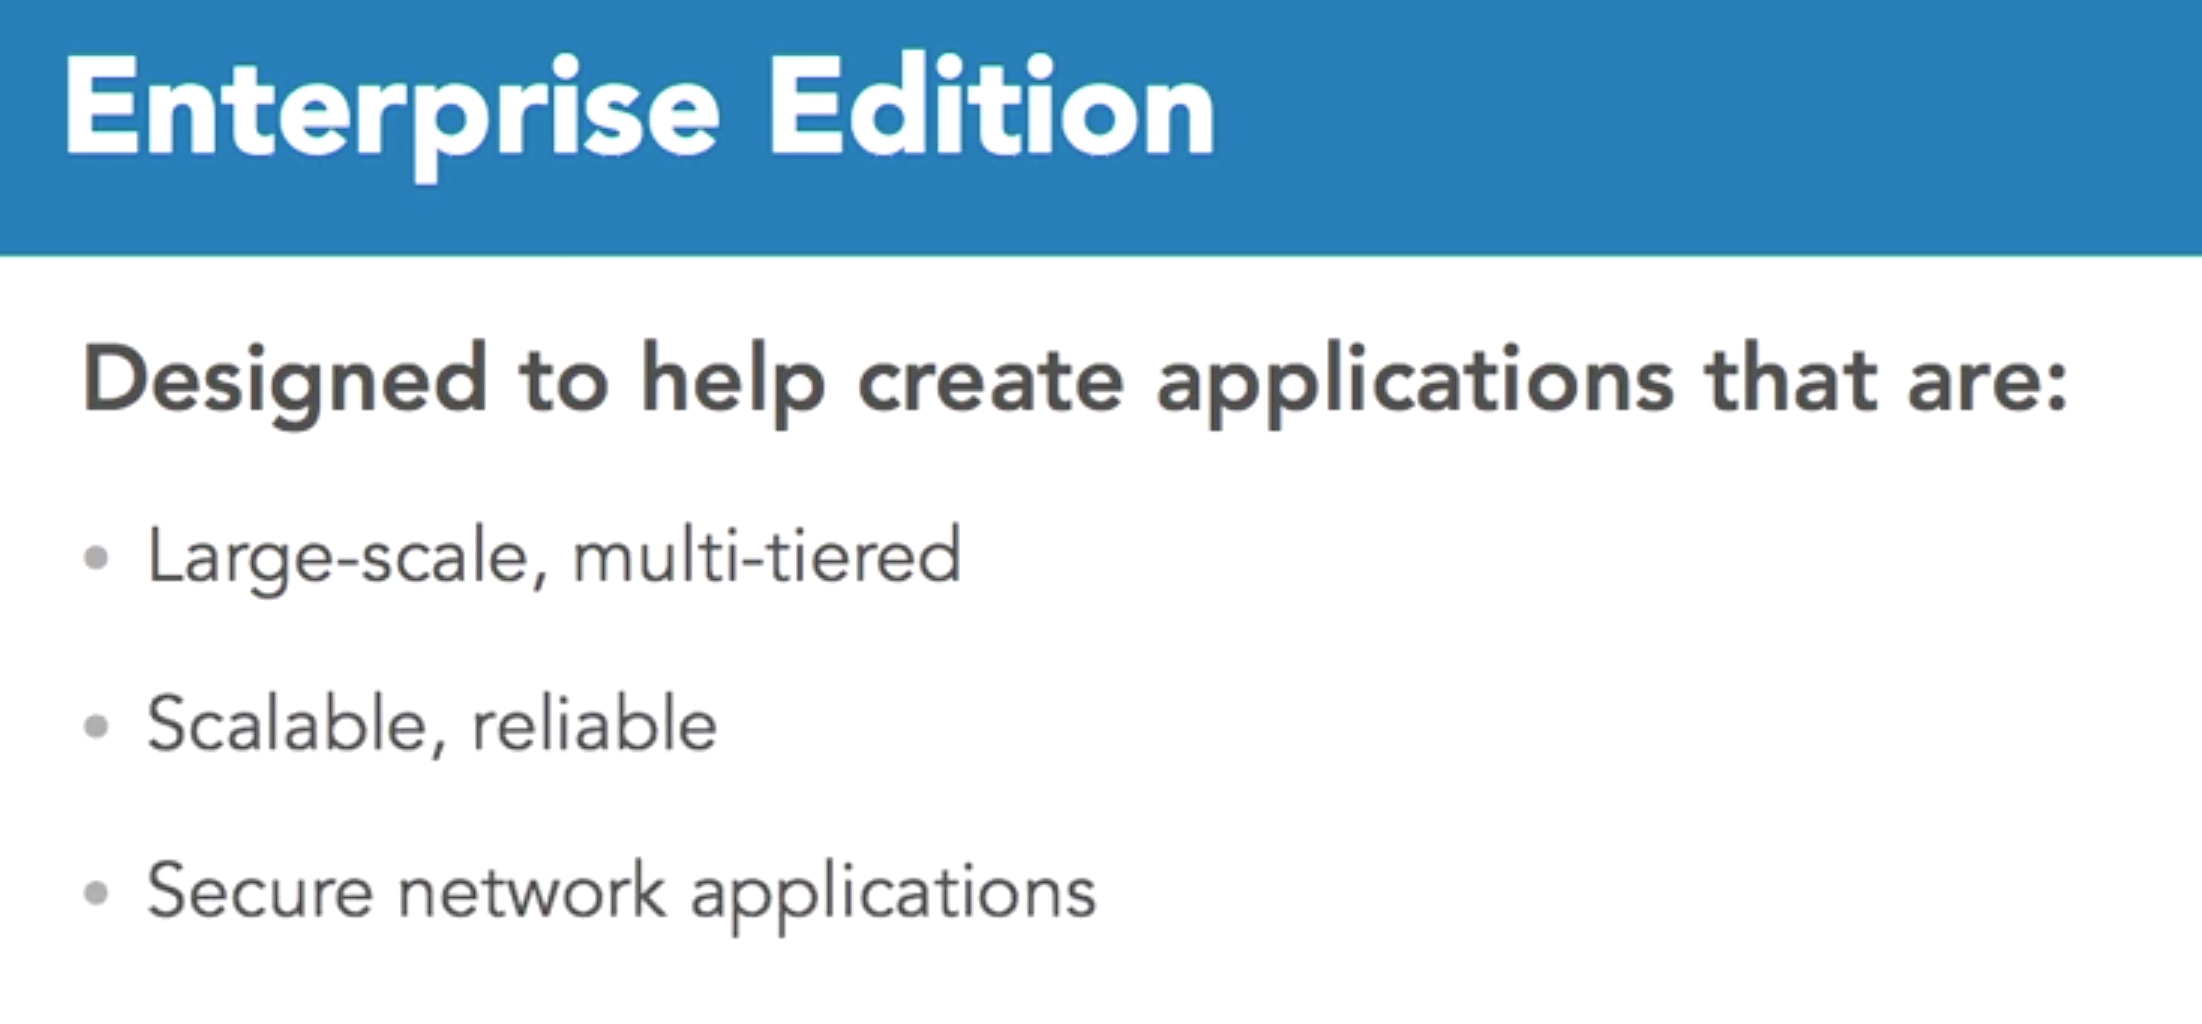 Enterprise Edition
Designed to help create applications that are:
• Large-scale, multi-tiered
• Scalable, reliable
• Secure network applications